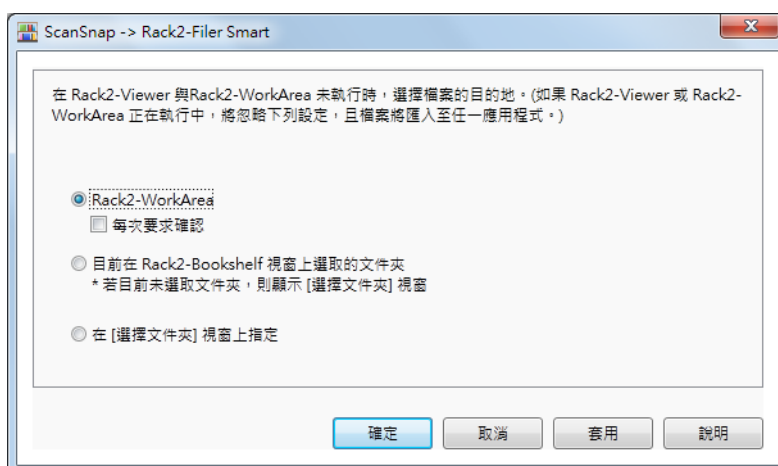 ScanSnap -> Rack2-Filer Smart
在 Rack2-Viewer 與Rack2-WorkArea 未執行時，選擇檔案的目的地。(如果 Rack2-Viewer 或 Rack2-
WorkArea 正在執行中，將忽略下列設定，且檔案將匯入至任一應用程式。)
Rack2-WorkArea
每次要求確認
目前在 Rack2-Bookshelf 視窗上選取的文件夾
* 若目前未選取文件夾，則顯示 [選擇文件夾] 視窗
在 [選擇文件夾] 視窗上指定
確定
取消
套用
說明